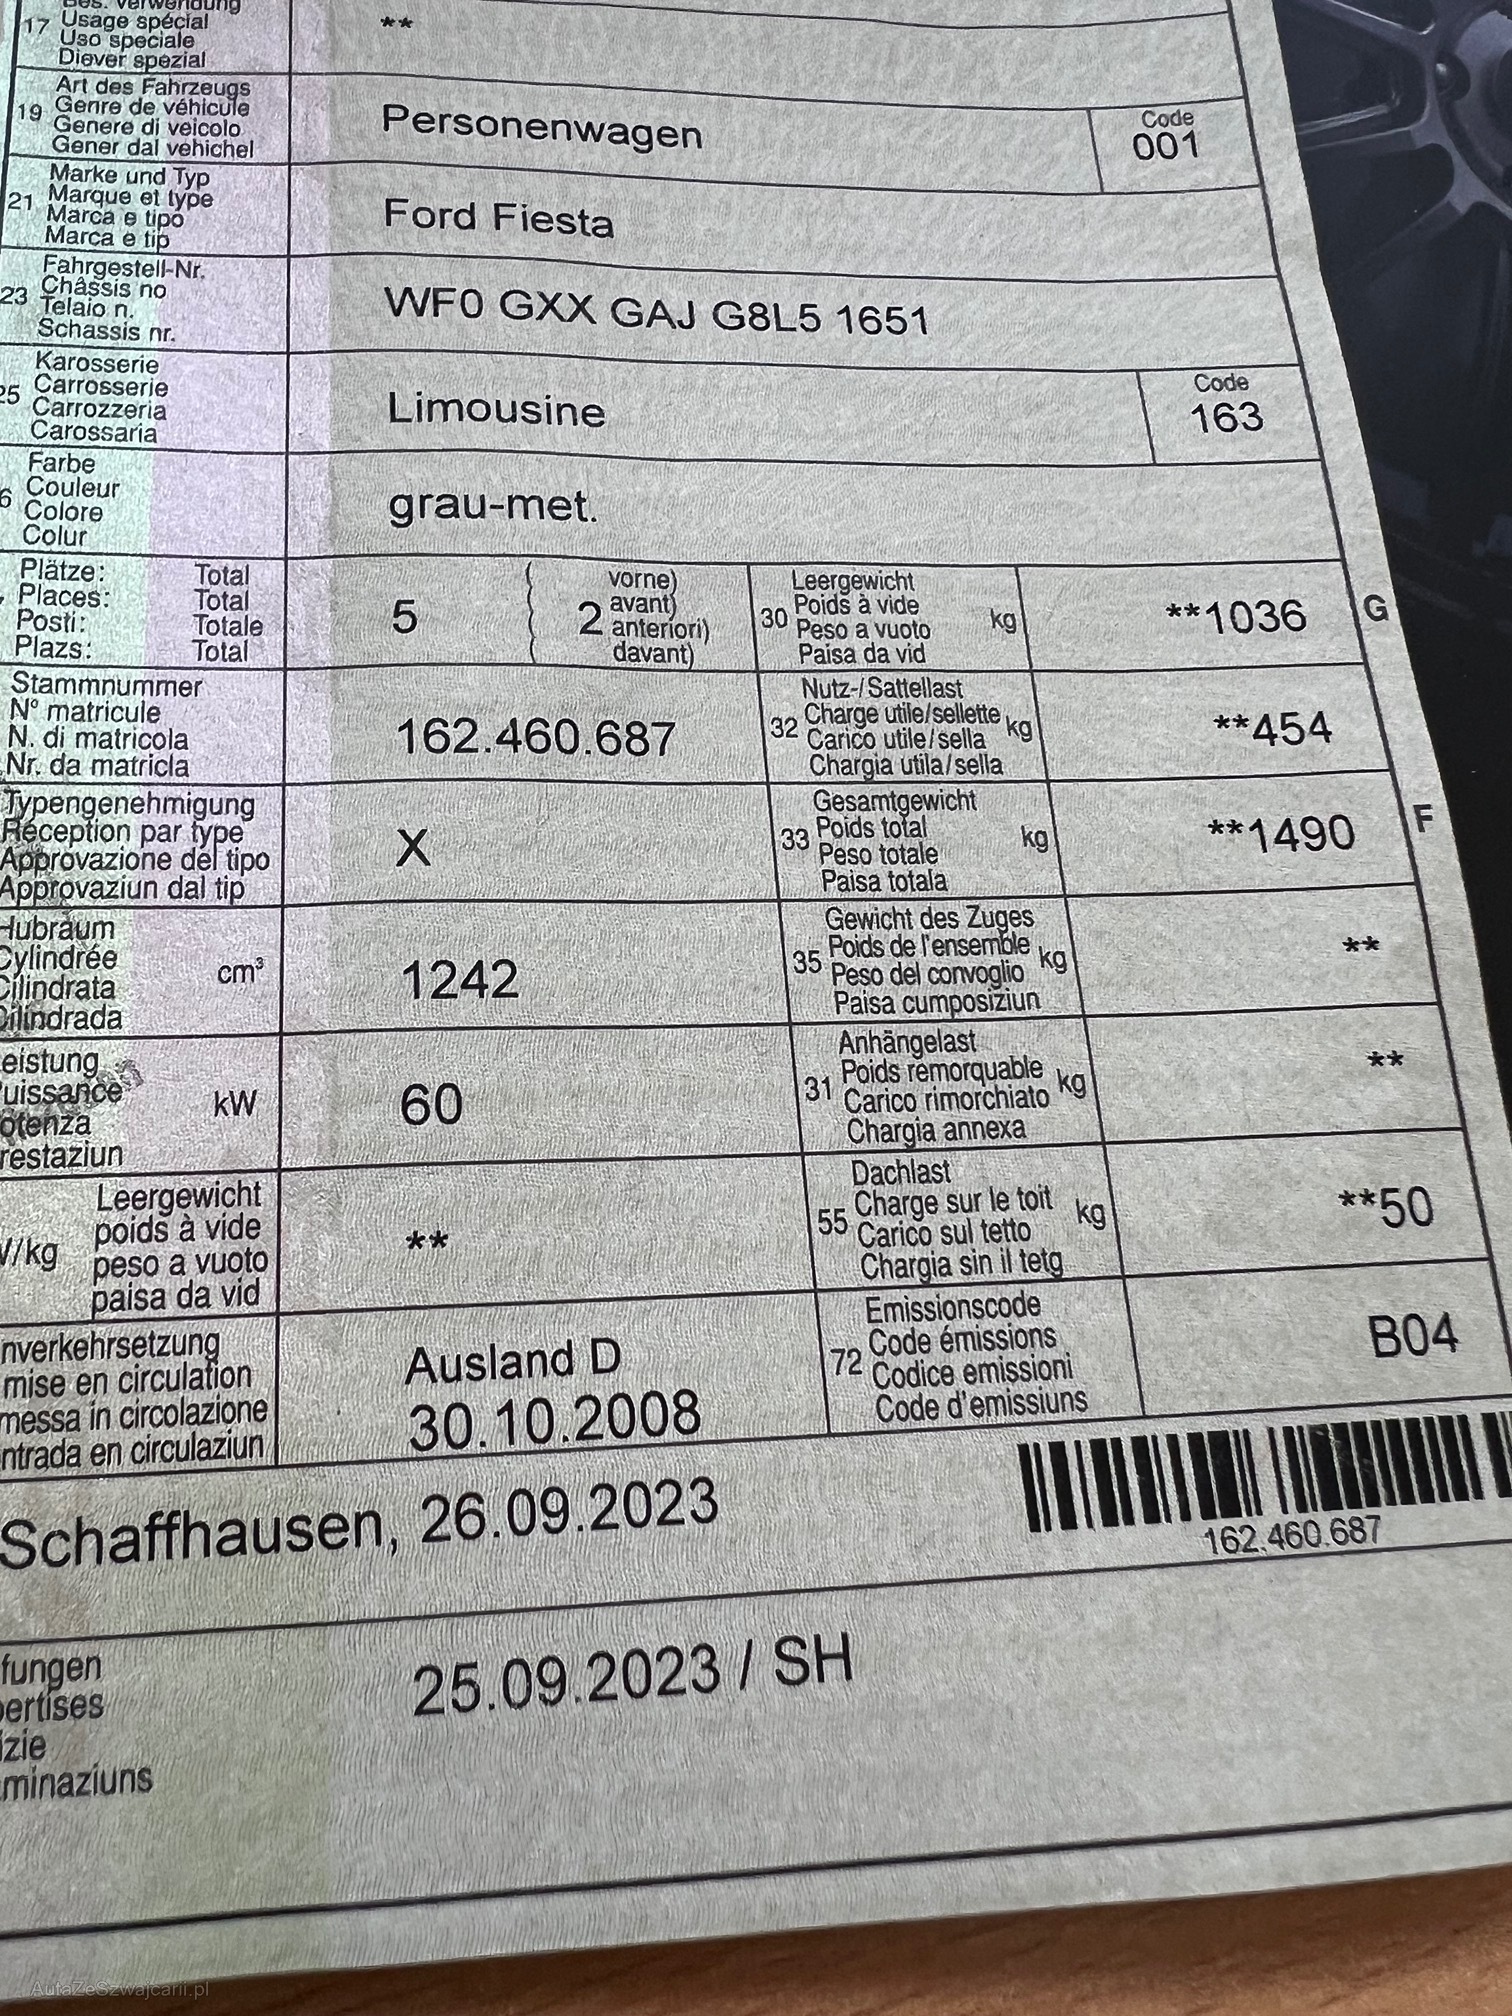 Bes. Verwendung
17 Usage spécial
Uso speciale
Diever spezial
**
Art des Fahrzeugs
19 Genre de véhicule
Genere di veicolo
Gener dal vehichel
Personenwagen
Code
001
Marke und Typ
21 Marque et type
Marca e tipo
Marca e tip
Ford Fiesta
Fahrgestell-Nr.
23 Châssis no
Telaio n.
Schassis nr.
WF0 GXX GAJ G8L5 1651
Karosserie
25 Carrosserie
Carrozzeria
Carossaria
Limousine
Code
163
Farbe
6 Couleur
Colore
Colur
grau-met.
Plätze: Total
Places: Total
Posti: Totale
Plazs: Total
5
2
vorne)
avant)
anteriori)
davant)
Leergewicht
30 Poids à vide kg
Peso a vuoto
Paisa da vid
**1036
G
Stammnummer
N° matricule
N. di matricola
Nr. da matricla
162.460.687
Nutz-/Sattellast
32 Charge utile/sellette kg
Carico utile/sella
Chargia utila/sella
**454
Typengenehmigung
Réception par type
Approvazione del tipo
Approvaziun dal tip
X
Gesamtgewicht
33 Poids total kg
Peso totale
Paisa totala
**1490
F
Hubraum
Cylindrée cm³
Cilindrata
Cilindrada
1242
Gewicht des Zuges
35 Poids de l'ensemble kg
Peso del convoglio
Paisa cumposiziun
**
eistung
uissance kW
otenza
restaziun
60
Anhängelast
31 Poids remorquable kg
Carico rimorchiato
Chargia annexa
**
Leergewicht
poids à vide
/kg peso a vuoto
paisa da vid
**
Dachlast
55 Charge sur le toit kg
Carico sul tetto
Chargia sin il tetg
**50
nverkehrsetzung
mise en circulation
messa in circolazione
ntrada en circulaziun
Ausland D
30.10.2008
Emissionscode
72 Code émissions
Codice emissioni
Code d'emissiuns
B04
Schaffhausen, 26.09.2023
162.460.687
fungen
pertises
izie
minaziuns
25.09.2023 / SH
AutaZeSzwajcarii.pl